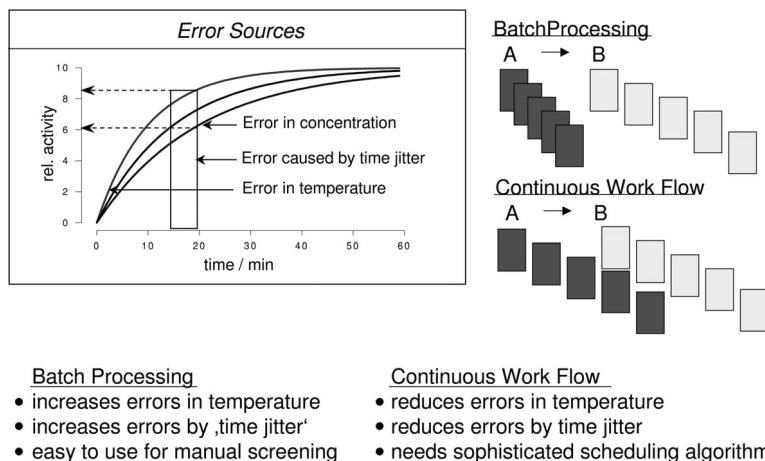 Error Sources
10
8
6
4
2
0
rel. activity
0 10 20 30 40 50 60
time / min
Error in concentration
Error caused by time jitter
Error in temperature
BatchProcessing
A B
Continuous Work Flow
A B
Batch Processing
• increases errors in temperature
• increases errors by ‚time jitter‘
• easy to use for manual screening
Continuous Work Flow
• reduces errors in temperature
• reduces errors by time jitter
• needs sophisticated scheduling algorithm